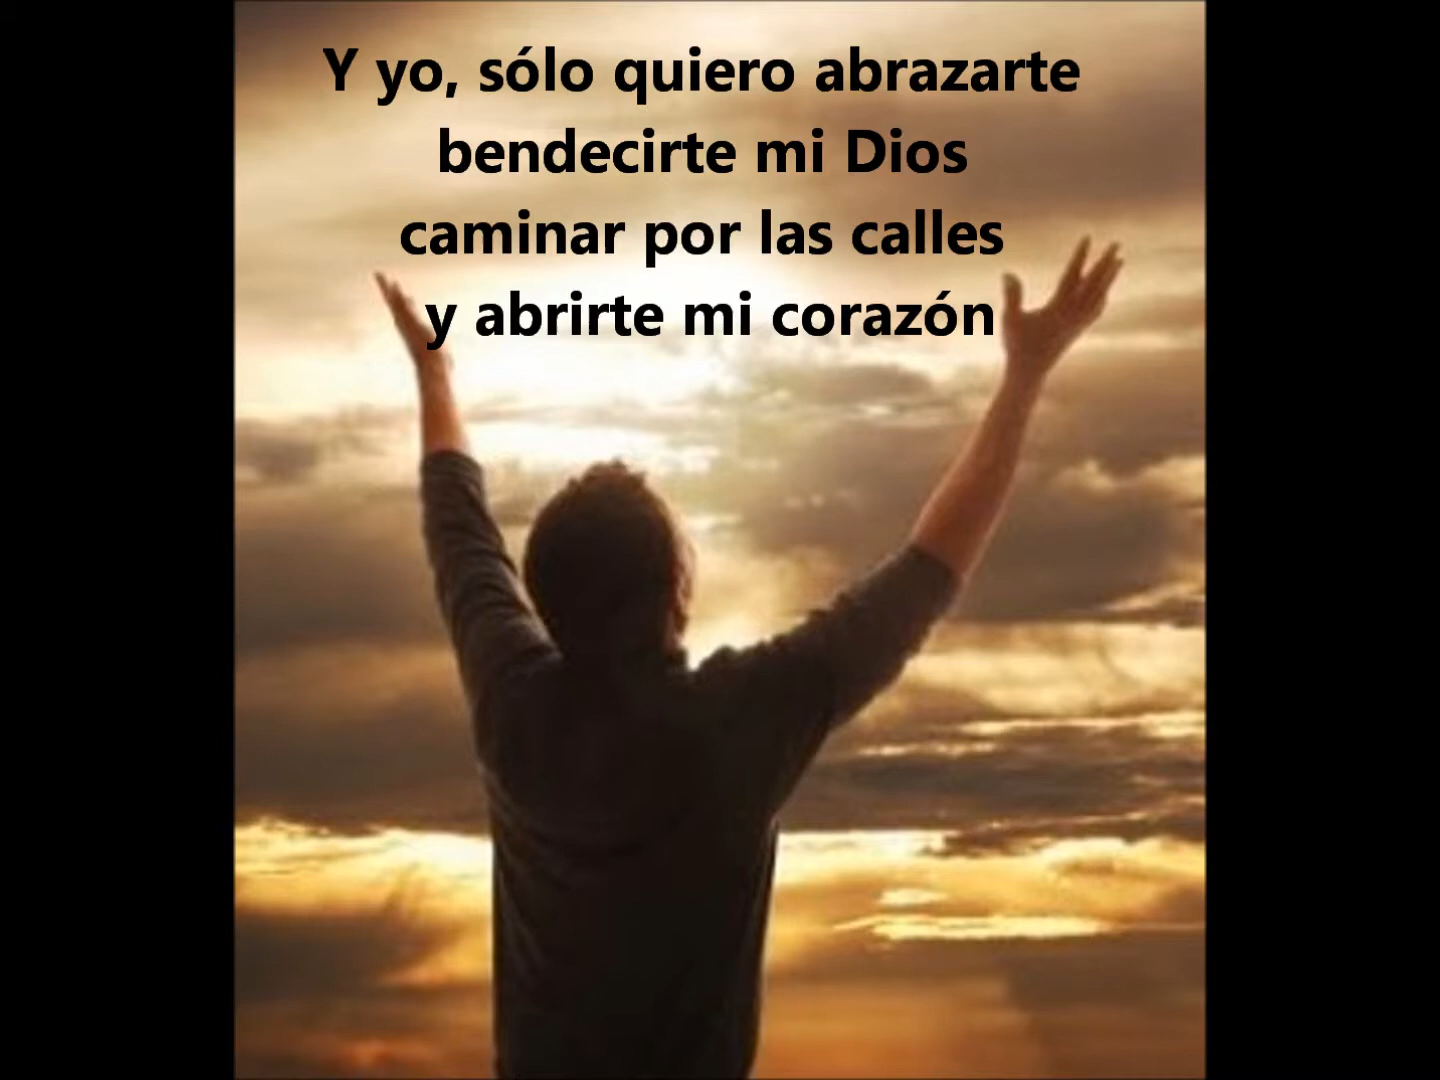 Y yo, sólo quiero abrazarte
bendecirte mi Dios
caminar por las calles
y abrirte mi corazón